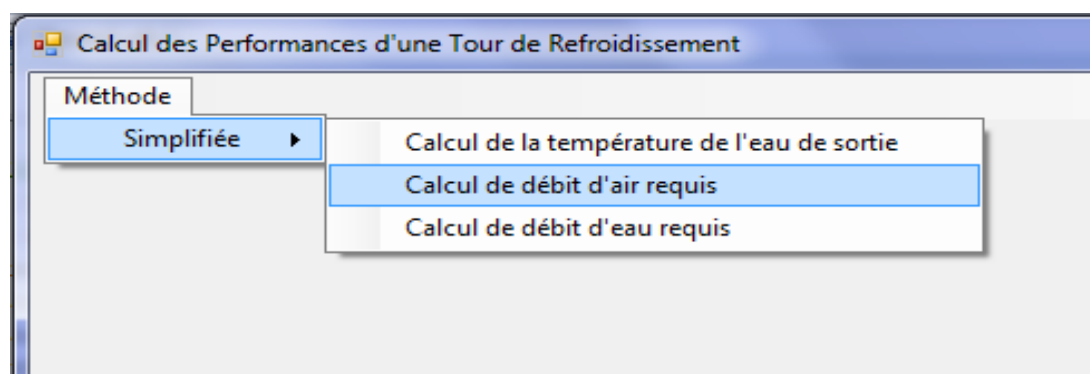 Calcul des Performances d'une Tour de Refroidissement
Méthode
Simplifiée
Calcul de la température de l'eau de sortie
Calcul de débit d'air requis
Calcul de débit d'eau requis